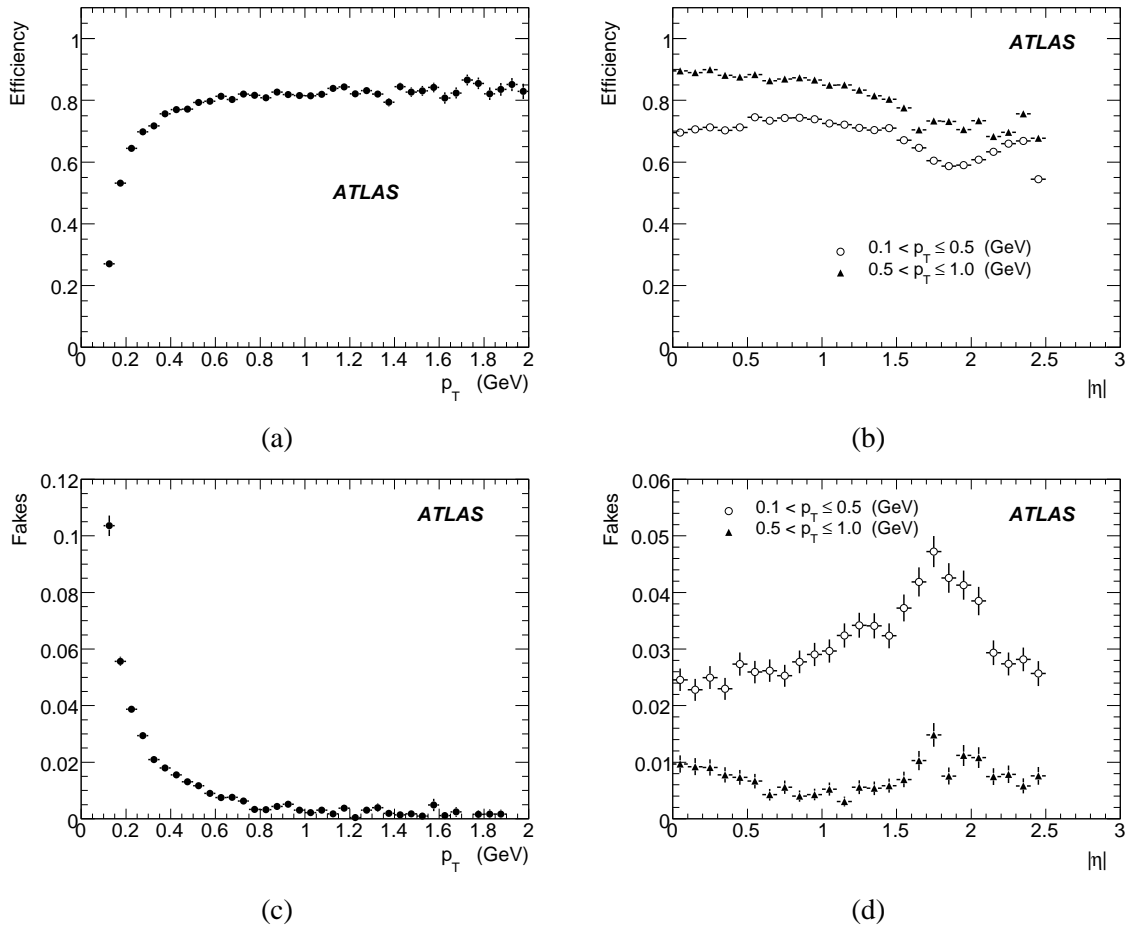 Efficiency
1
0.8
0.6
0.4
0.2
0
ATLAS
0 0.2 0.4 0.6 0.8 1 1.2 1.4 1.6 1.8 2
p_T (GeV)
(a)
Efficiency
1
0.8
0.6
0.4
0.2
0
ATLAS
0.1 < p_T ≤ 0.5 (GeV)
0.5 < p_T ≤ 1.0 (GeV)
0 0.5 1 1.5 2 2.5 3
|η|
(b)
Fakes
0.12
0.1
0.08
0.06
0.04
0.02
0
ATLAS
0 0.2 0.4 0.6 0.8 1 1.2 1.4 1.6 1.8 2
p_T (GeV)
(c)
Fakes
0.06
0.05
0.04
0.03
0.02
0.01
0
0.1 < p_T ≤ 0.5 (GeV)
0.5 < p_T ≤ 1.0 (GeV)
ATLAS
0 0.5 1 1.5 2 2.5 3
|η|
(d)